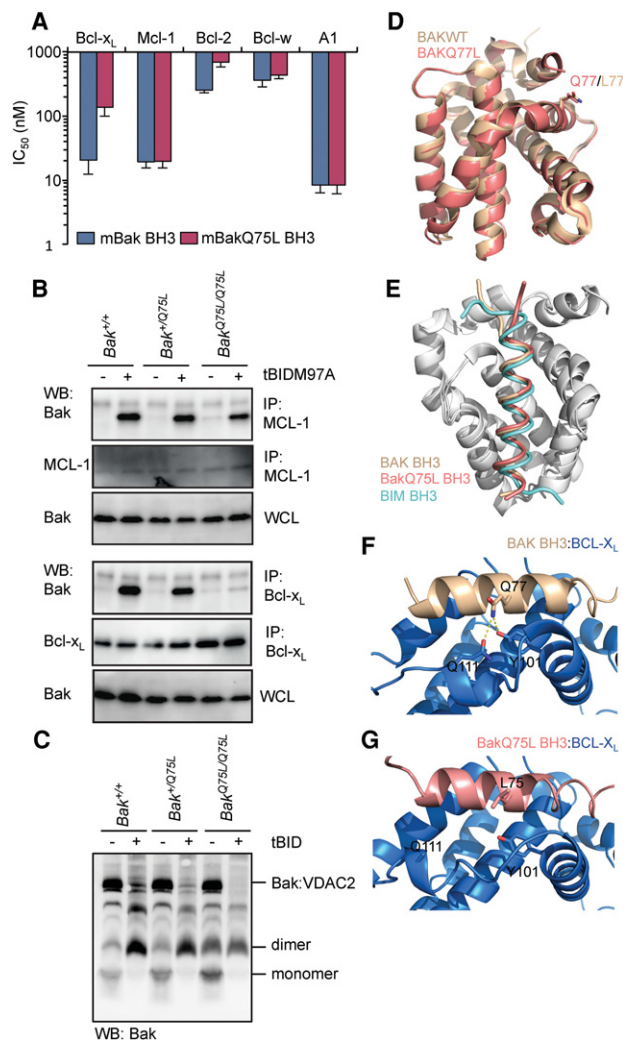 A
Bcl-xL Mcl-1 Bcl-2 Bcl-w A1
1000
100
10
1
IC50 (nM)
mBak BH3 mBakQ75L BH3
B
Bak+/+ Bak+/Q75L BakQ75L/Q75L
- + - + - + tBIDM97A
WB: Bak IP: MCL-1
MCL-1 IP: MCL-1
Bak WCL
WB: Bak IP: Bcl-xL
Bcl-xL IP: Bcl-xL
Bak WCL
C
Bak+/+ Bak+/Q75L BakQ75L/Q75L
- + - + - + tBID
Bak:VDAC2
dimer
monomer
WB: Bak
D
BAKWT
BAKQ77L
Q77/L77
E
BAK BH3
BakQ75L BH3
BIM BH3
F
BAK BH3:BCL-XL
Q77
Q111 Y101
G
BakQ75L BH3:BCL-XL
L75
Q111
Y101